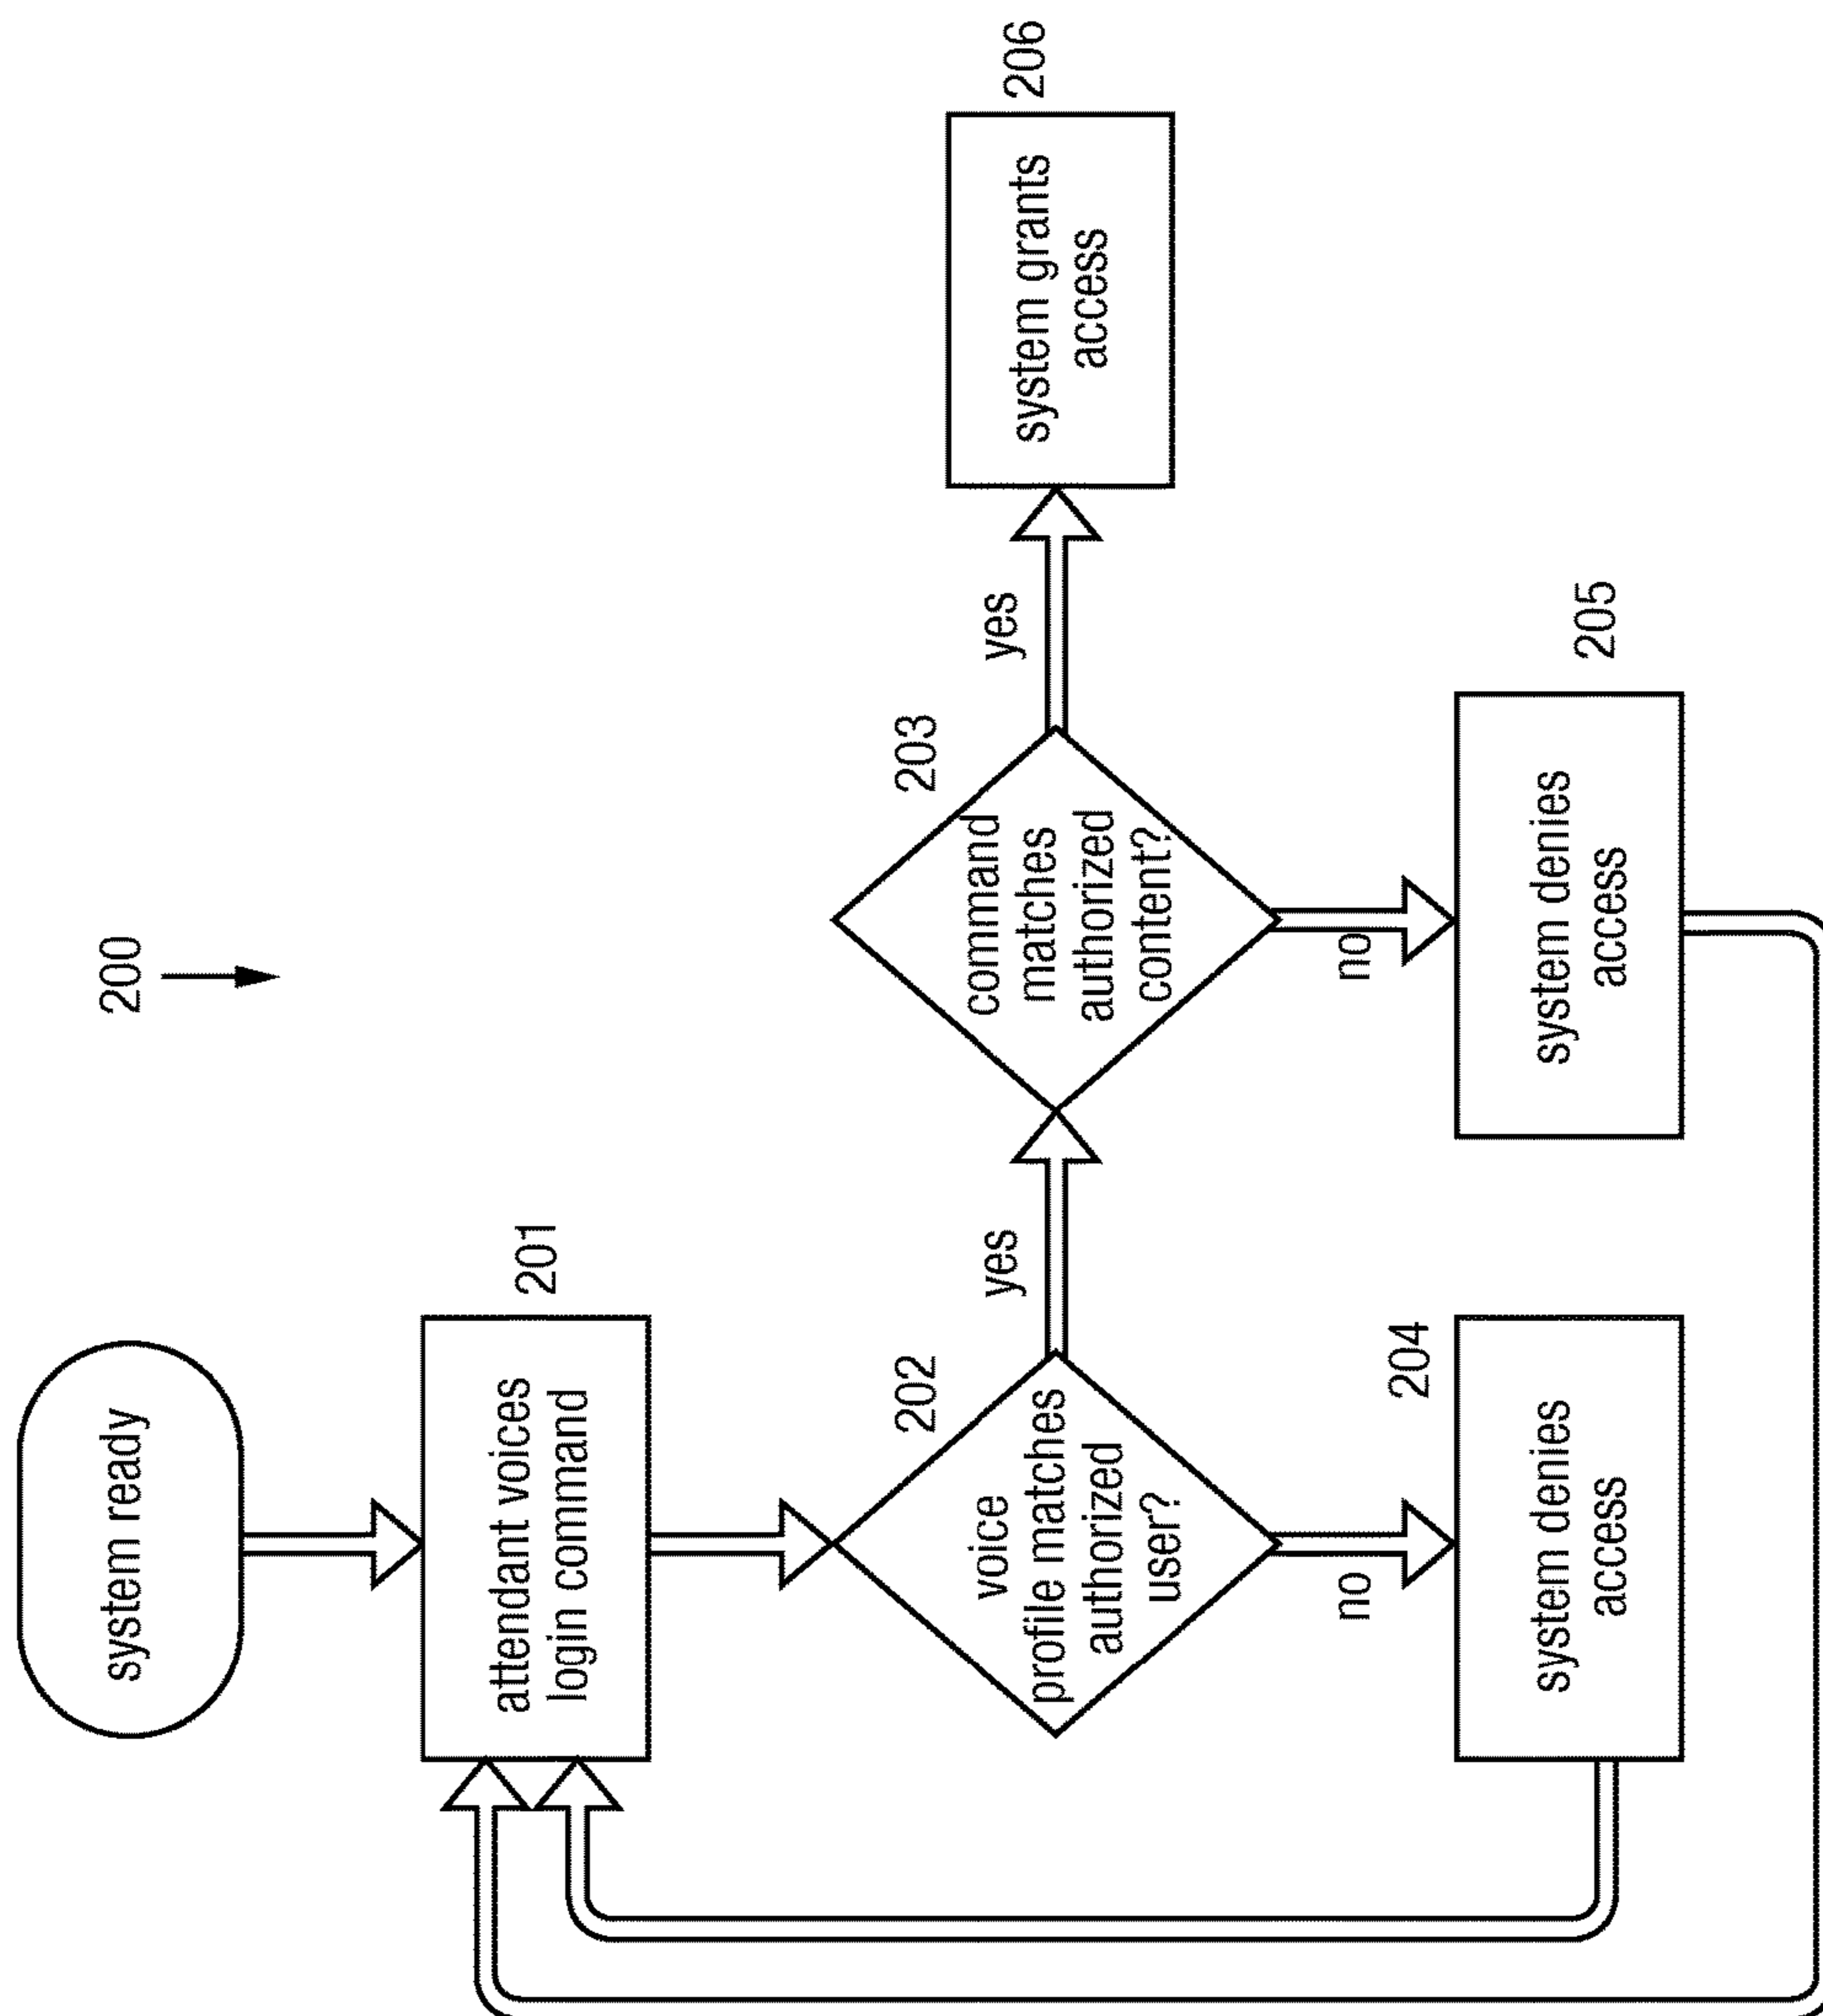 200
system ready
attendant voices
login command
201
voice
profile matches
authorized
user?
202
yes
command
matches
authorized
content?
203
yes
system grants
access
206
no
system denies
access
204
no
system denies
access
205